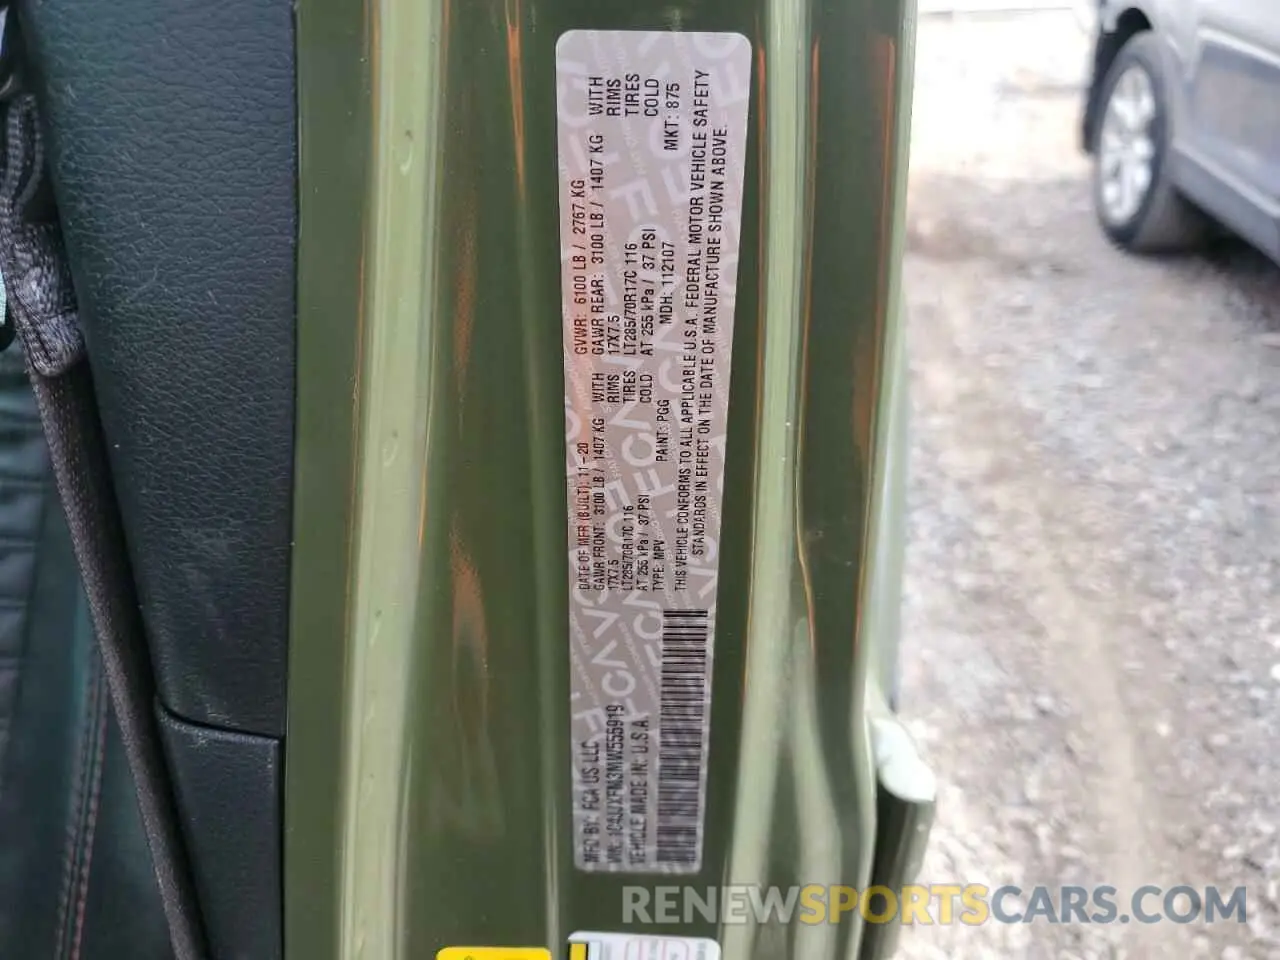 MFD BY: FCA US LLC
DATE OF MFR (BUILT): 11-20
GVWR: 6100 LB / 2767 KG
GAWR FRONT: 3100 LB / 1407 KG WITH
GAWR REAR: 3100 LB / 1407 KG WITH
17X7.5 RIMS
17X7.5 RIMS
LT285/70R17C 116 TIRES
LT285/70R17C 116 TIRES
AT 255 kPa / 37 PSI COLD
AT 255 kPa / 37 PSI COLD
VIN: 1C4JJXFM3MW555919
TYPE: MPV PAINT: PGG MDH: 112107 MKT: 875
VEHICLE MADE IN: U.S.A.
THIS VEHICLE CONFORMS TO ALL APPLICABLE U.S.A. FEDERAL MOTOR VEHICLE SAFETY
STANDARDS IN EFFECT ON THE DATE OF MANUFACTURE SHOWN ABOVE.
RENEWSPORTSCARS.COM